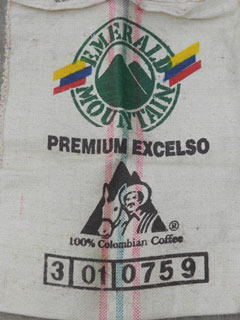 EMERALD
MOUNTAIN
PREMIUM EXCELSO
®
100% Colombian Coffee
3 01 0759